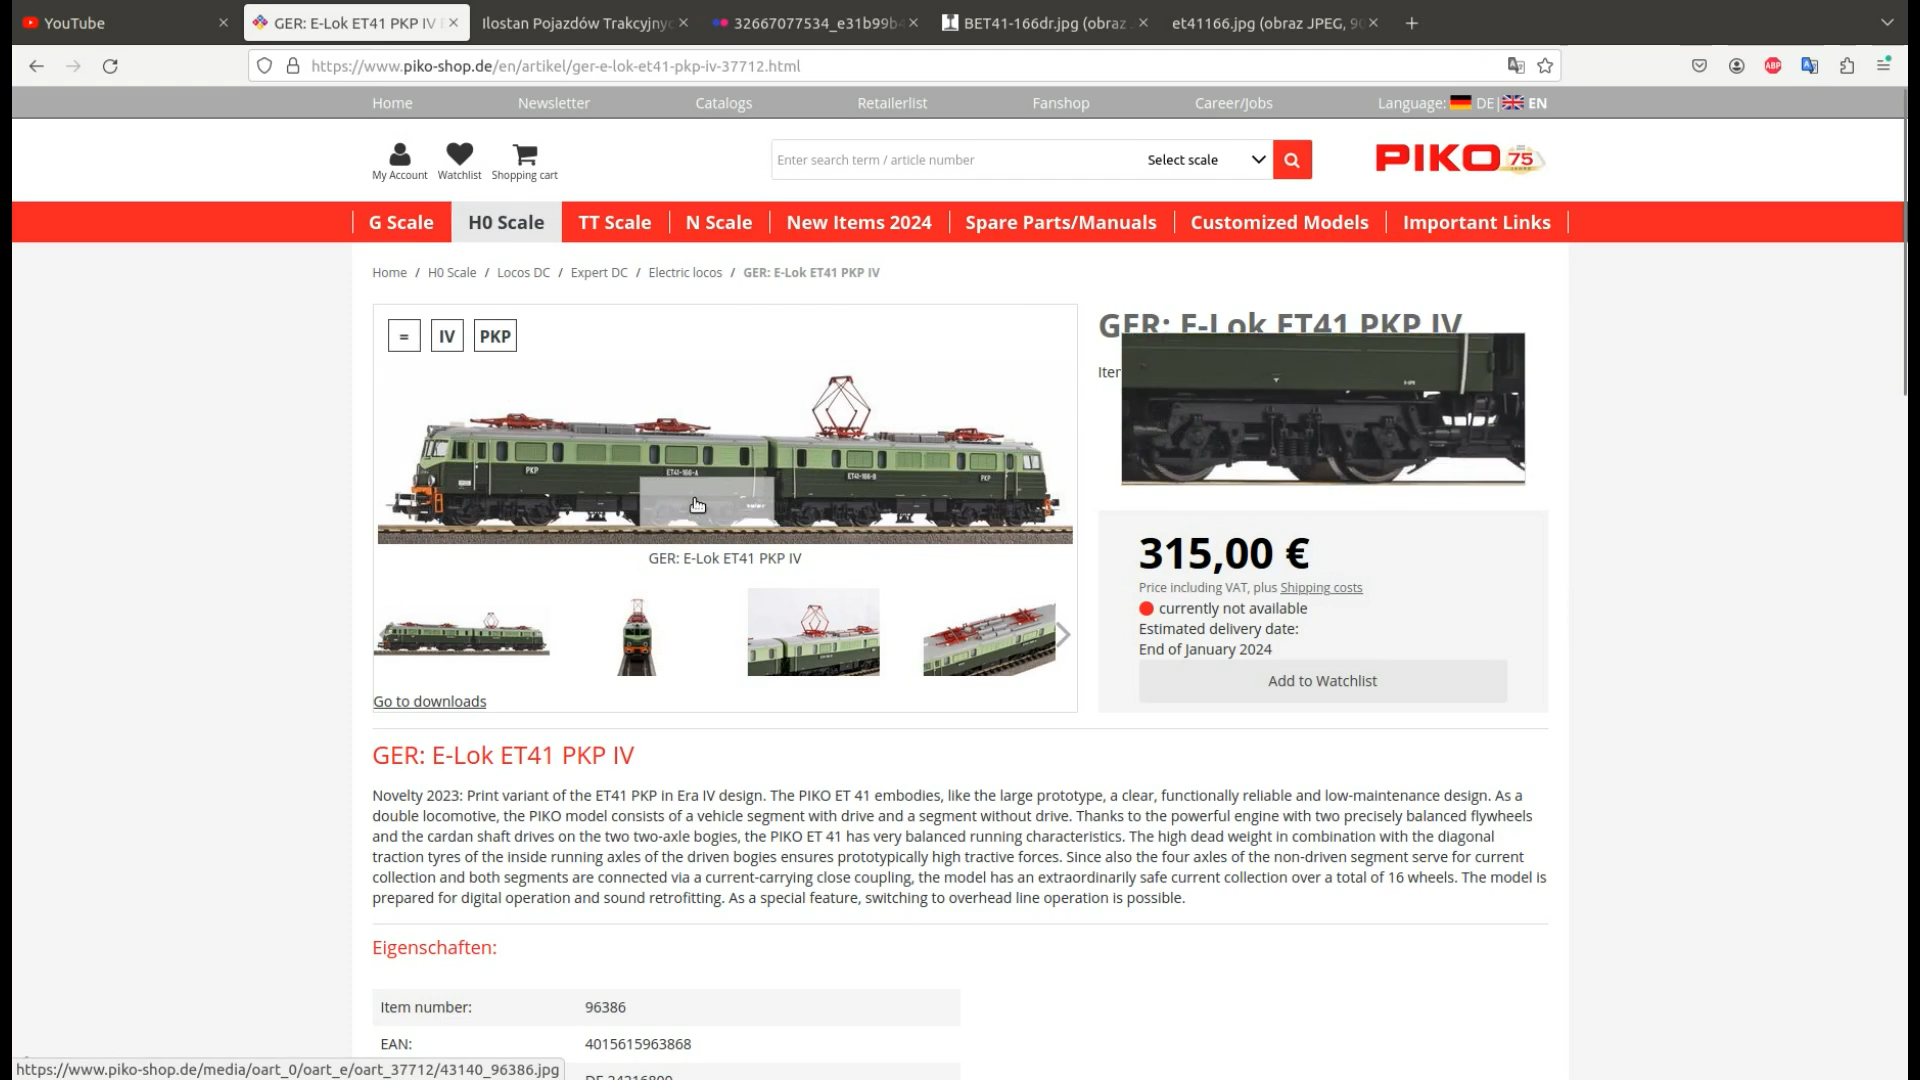 YouTube
GER: E-Lok ET41 PKP IV
Ilostan Pojazdów Trakcyjnyc
32667077534_e31b99b4
BET41-166dr.jpg (obraz
et41166.jpg (obraz JPEG, 90
https://www.piko-shop.de/en/artikel/ger-e-lok-et41-pkp-iv-37712.html
ABP
Home
Newsletter
Catalogs
Retailerlist
Fanshop
Career/Jobs
Language: DE | EN
My Account
Watchlist
Shopping cart
Enter search term / article number
Select scale
PIKO 75
G Scale
H0 Scale
TT Scale
N Scale
New Items 2024
Spare Parts/Manuals
Customized Models
Important Links
Home / H0 Scale / Locos DC / Expert DC / Electric locos / GER: E-Lok ET41 PKP IV
= IV PKP
PKP
ET41-166-A
ET41-166-B
PKP
GER: E-Lok ET41 PKP IV
Go to downloads
GER: E-Lok ET41 PKP IV
Iter
315,00 €
Price including VAT, plus Shipping costs
currently not available
Estimated delivery date:
End of January 2024
Add to Watchlist
GER: E-Lok ET41 PKP IV
Novelty 2023: Print variant of the ET41 PKP in Era IV design. The PIKO ET 41 embodies, like the large prototype, a clear, functionally reliable and low-maintenance design. As a
double locomotive, the PIKO model consists of a vehicle segment with drive and a segment without drive. Thanks to the powerful engine with two precisely balanced flywheels
and the cardan shaft drives on the two two-axle bogies, the PIKO ET 41 has very balanced running characteristics. The high dead weight in combination with the diagonal
traction tyres of the inside running axles of the driven bogies ensures prototypically high tractive forces. Since also the four axles of the non-driven segment serve for current
collection and both segments are connected via a current-carrying close coupling, the model has an extraordinarily safe current collection over a total of 16 wheels. The model is
prepared for digital operation and sound retrofitting. As a special feature, switching to overhead line operation is possible.
Eigenschaften:
Item number: 96386
EAN: 4015615963868
https://www.piko-shop.de/media/oart_0/oart_e/oart_37712/43140_96386.jpg